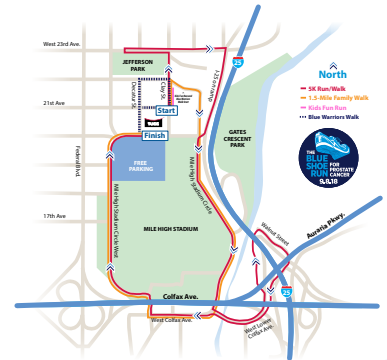 West 23rd Ave.
JEFFERSON
PARK
25
North
I-25 on ramp
5K Run/Walk
1.5-Mile Family Walk
Kids Fun Run
Blue Warriors Walk
21st Ave
Decatur St.
Clay St.
Start
Finish
GATES
CRESCENT
PARK
THE
BLUE
SHOE
RUN
FOR
PROSTATE
CANCER
9.8.18
Federal Blvd.
FREE
PARKING
Mile High Stadium Circle
17th Ave
Mile High Stadium Circle West
MILE HIGH STADIUM
Walnut Street
Auraria Pkwy.
25
Colfax Ave.
West Colfax Ave.
West Lower
Colfax Ave.